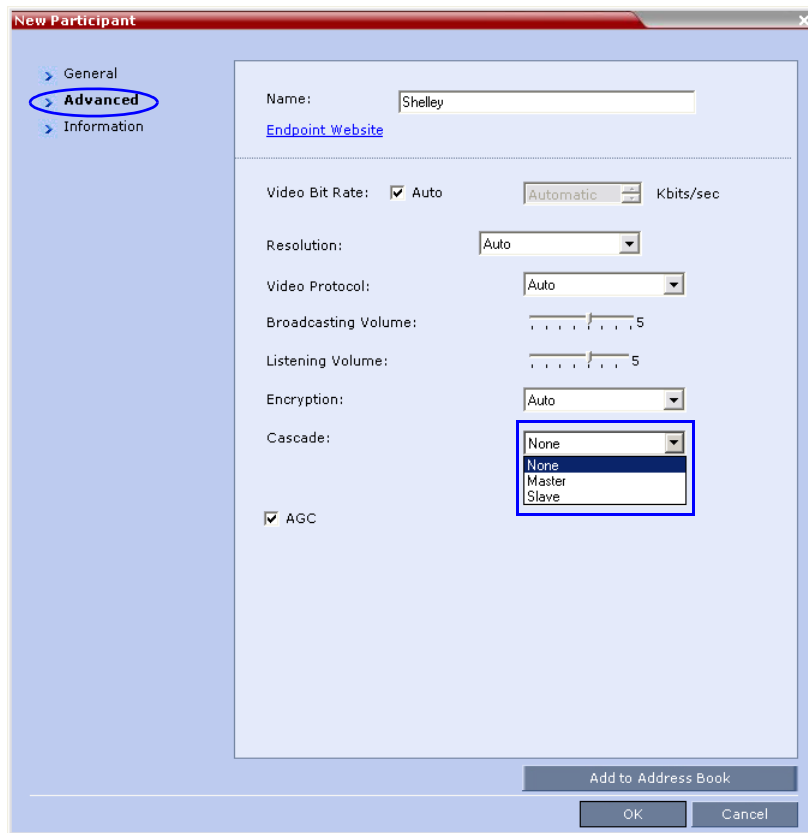 New Participant
General
Advanced
Information
Name: Shelley
Endpoint Website
Video Bit Rate: Auto Automatic Kbits/sec
Resolution: Auto
Video Protocol: Auto
Broadcasting Volume: 5
Listening Volume: 5
Encryption: Auto
Cascade: None
None
Master
Slave
AGC
Add to Address Book
OK Cancel